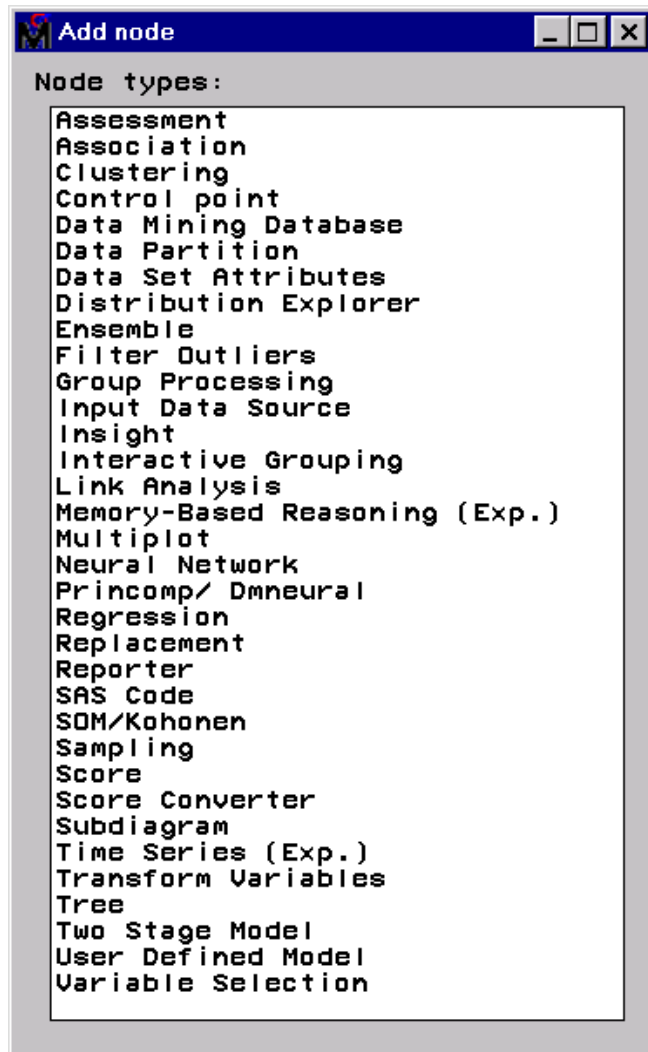 Add node
Node types:
Assessment
Association
Clustering
Control point
Data Mining Database
Data Partition
Data Set Attributes
Distribution Explorer
Ensemble
Filter Outliers
Group Processing
Input Data Source
Insight
Interactive Grouping
Link Analysis
Memory-Based Reasoning (Exp.)
Multiplot
Neural Network
Princomp/ Dmneural
Regression
Replacement
Reporter
SAS Code
SOM/Kohonen
Sampling
Score
Score Converter
Subdiagram
Time Series (Exp.)
Transform Variables
Tree
Two Stage Model
User Defined Model
Variable Selection